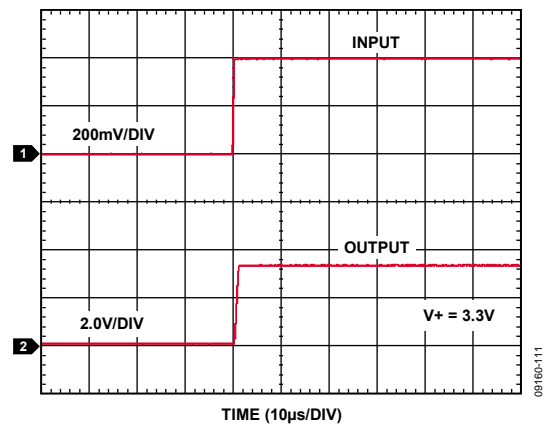 INPUT
200mV/DIV
1
OUTPUT
2.0V/DIV
V+ = 3.3V
2
09160-111
TIME (10µs/DIV)